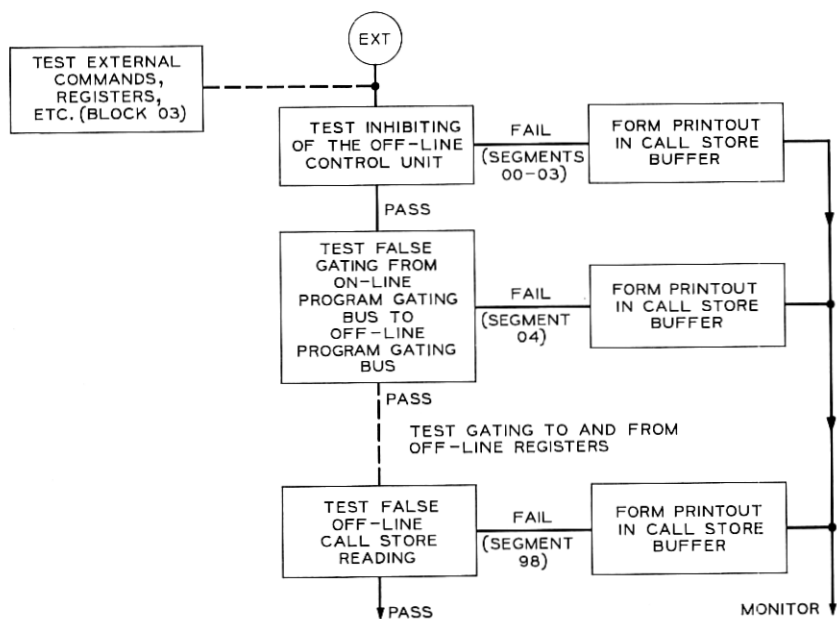 EXT
TEST EXTERNAL
COMMANDS,
REGISTERS,
ETC. (BLOCK 03)
TEST INHIBITING
OF THE OFF-LINE
CONTROL UNIT
FAIL
(SEGMENTS
00-03)
FORM PRINTOUT
IN CALL STORE
BUFFER
PASS
TEST FALSE
GATING FROM
ON-LINE
PROGRAM GATING
BUS TO
OFF-LINE
PROGRAM GATING
BUS
FAIL
(SEGMENT
04)
FORM PRINTOUT
IN CALL STORE
BUFFER
PASS
TEST GATING TO AND FROM
OFF-LINE REGISTERS
TEST FALSE
OFF-LINE
CALL STORE
READING
FAIL
(SEGMENT
98)
FORM PRINTOUT
IN CALL STORE
BUFFER
PASS
MONITOR